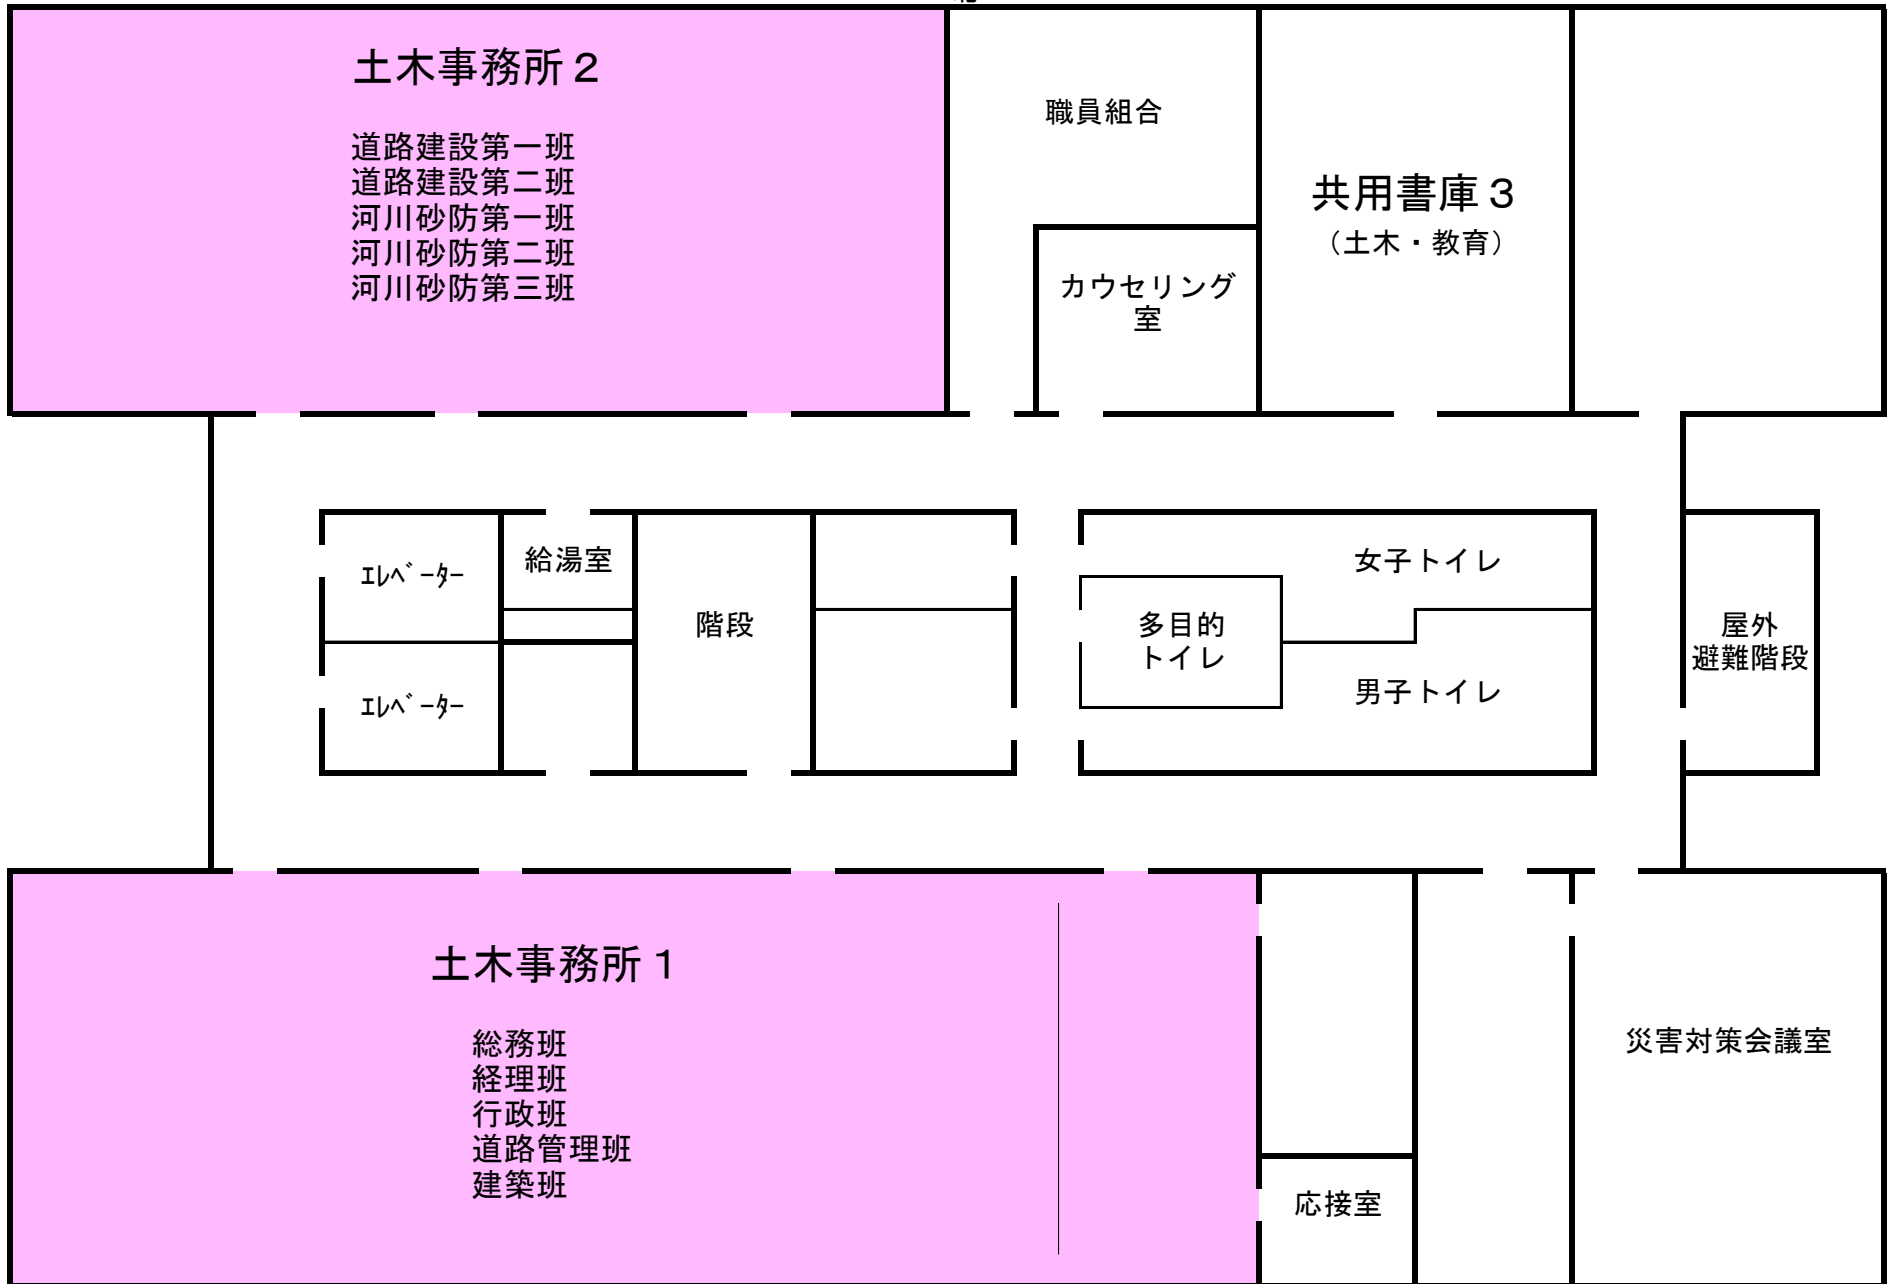 土木事務所２
道路建設第一班
道路建設第二班
河川砂防第一班
河川砂防第二班
河川砂防第三班
職員組合
カウセリング
室
共用書庫３
（土木・教育）
ｴﾚﾍﾞｰﾀｰ
給湯室
階段
女子トイレ
多目的
トイレ
屋外
避難階段
ｴﾚﾍﾞｰﾀｰ
男子トイレ
土木事務所１
総務班
経理班
行政班
道路管理班
建築班
応接室
災害対策会議室